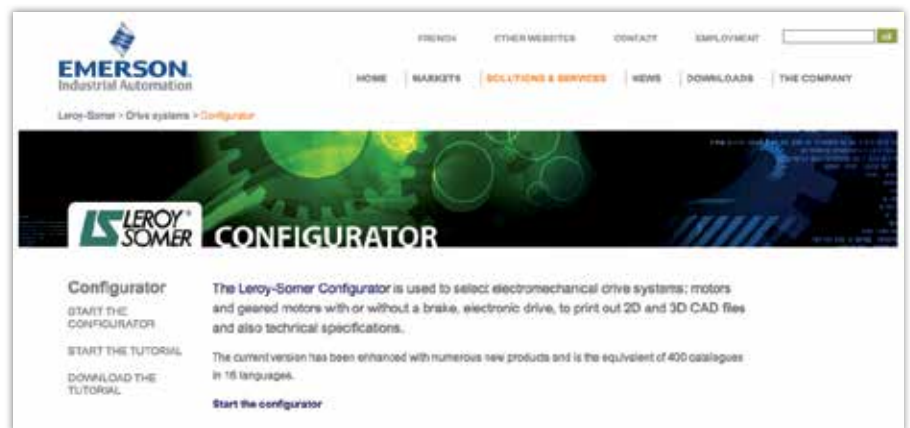 FRENCH OTHER WEBSITES CONTACT EMPLOYMENT
ok
EMERSON.
Industrial Automation
HOME MARKETS SOLUTIONS & SERVICES NEWS DOWNLOADS THE COMPANY
Leroy-Somer > Drive systems > Configurator
LS LEROY®
SOMER
CONFIGURATOR
Configurator
START THE
CONFIGURATOR
START THE TUTORIAL
DOWNLOAD THE
TUTORIAL
The Leroy-Somer Configurator is used to select electromechanical drive systems: motors
and geared motors with or without a brake, electronic drive, to print out 2D and 3D CAD files
and also technical specifications.
The current version has been enhanced with numerous new products and is the equivalent of 400 catalogues
in 16 languages.
Start the configurator